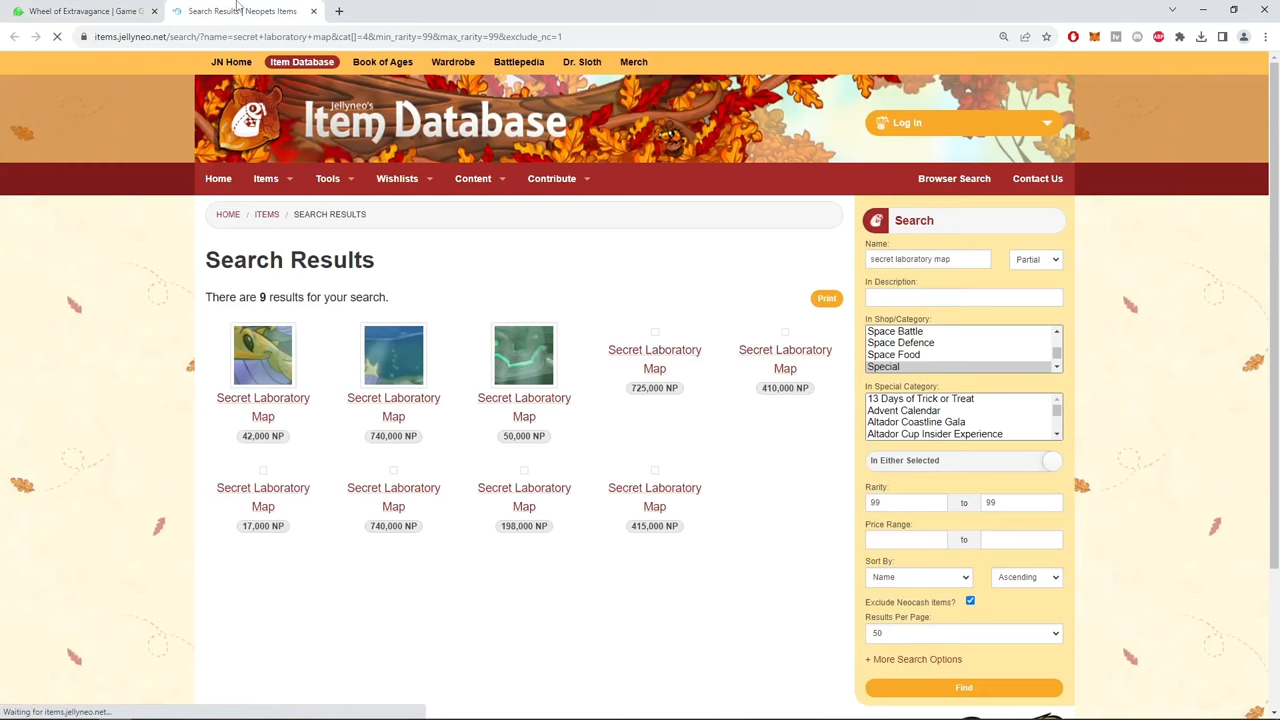 Wheel of Extravagance | Game G
Search Results | Neopets Items
items.jellyneo.net/search/?name=secret+laboratory+map&cat[]=4&min_rarity=99&max_rarity=99&exclude_nc=1
JN Home
Item Database
Book of Ages
Wardrobe
Battlepedia
Dr. Sloth
Merch
Jellyneo's
Item Database
Log In
Home
Items
Tools
Wishlists
Content
Contribute
Browser Search
Contact Us
HOME / ITEMS / SEARCH RESULTS
Search Results
There are 9 results for your search.
Print
Secret Laboratory
Map
42,000 NP
Secret Laboratory
Map
740,000 NP
Secret Laboratory
Map
50,000 NP
Secret Laboratory
Map
725,000 NP
Secret Laboratory
Map
410,000 NP
Secret Laboratory
Map
17,000 NP
Secret Laboratory
Map
740,000 NP
Secret Laboratory
Map
198,000 NP
Secret Laboratory
Map
415,000 NP
Search
Name:
secret laboratory map
Partial
In Description:
In Shop/Category:
Space Battle
Space Defence
Space Food
Special
In Special Category:
13 Days of Trick or Treat
Advent Calendar
Altador Coastline Gala
Altador Cup Insider Experience
In Either Selected
Rarity:
99 to 99
Price Range:
to
Sort By:
Name
Ascending
Exclude Neocash items?
Results Per Page:
50
+ More Search Options
Find
Waiting for items.jellyneo.net...